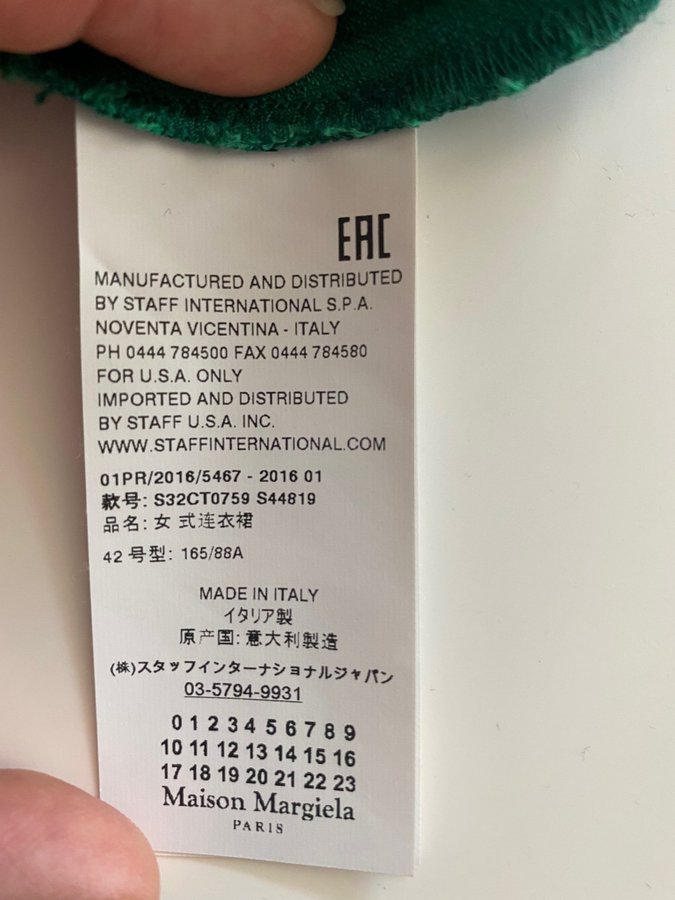 EAC
MANUFACTURED AND DISTRIBUTED
BY STAFF INTERNATIONAL S.P.A.
NOVENTA VICENTINA - ITALY
PH 0444 784500 FAX 0444 784580
FOR U.S.A. ONLY
IMPORTED AND DISTRIBUTED
BY STAFF U.S.A. INC.
WWW.STAFFINTERNATIONAL.COM
01PR/2016/5467 - 2016 01
款号: S32CT0759 S44819
品名: 女 式连衣裙
42 号型: 165/88A
MADE IN ITALY
イタリア製
原产国: 意大利製造
(株)スタッフインターナショナルジャパン
03-5794-9931
0 1 2 3 4 5 6 7 8 9
10 11 12 13 14 15 16
17 18 19 20 21 22 23
Maison Margiela
PARIS